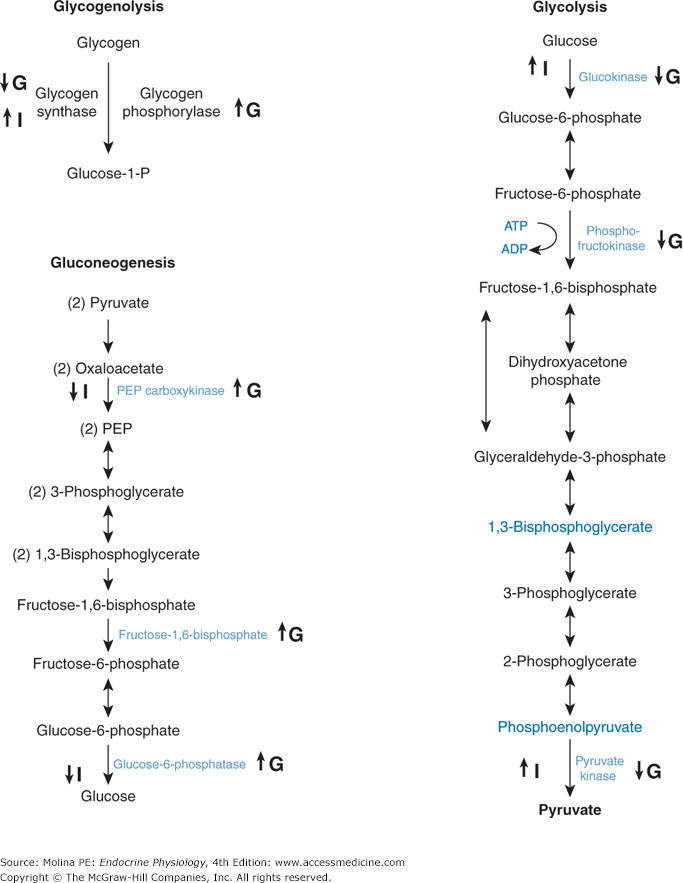 Glycogenolysis
Glycogen
↓G
↑I
Glycogen
synthase
Glycogen
phosphorylase
↑G
Glucose-1-P
Gluconeogenesis
(2) Pyruvate
(2) Oxaloacetate
↓I
PEP carboxykinase
↑G
(2) PEP
(2) 3-Phosphoglycerate
(2) 1,3-Bisphosphoglycerate
Fructose-1,6-bisphosphate
Fructose-1,6-bisphosphate
↑G
Fructose-6-phosphate
Glucose-6-phosphate
↓I
Glucose-6-phosphatase
↑G
Glucose
Glycolysis
Glucose
↑I
Glucokinase
↓G
Glucose-6-phosphate
Fructose-6-phosphate
ATP
ADP
Phospho-
fructokinase
↓G
Fructose-1,6-bisphosphate
Dihydroxyacetone
phosphate
Glyceraldehyde-3-phosphate
1,3-Bisphosphoglycerate
3-Phosphoglycerate
2-Phosphoglycerate
Phosphoenolpyruvate
↑I
Pyruvate
kinase
↓G
Pyruvate
Source: Molina PE: Endocrine Physiology, 4th Edition: www.accessmedicine.com
Copyright © The McGraw-Hill Companies, Inc. All rights reserved.